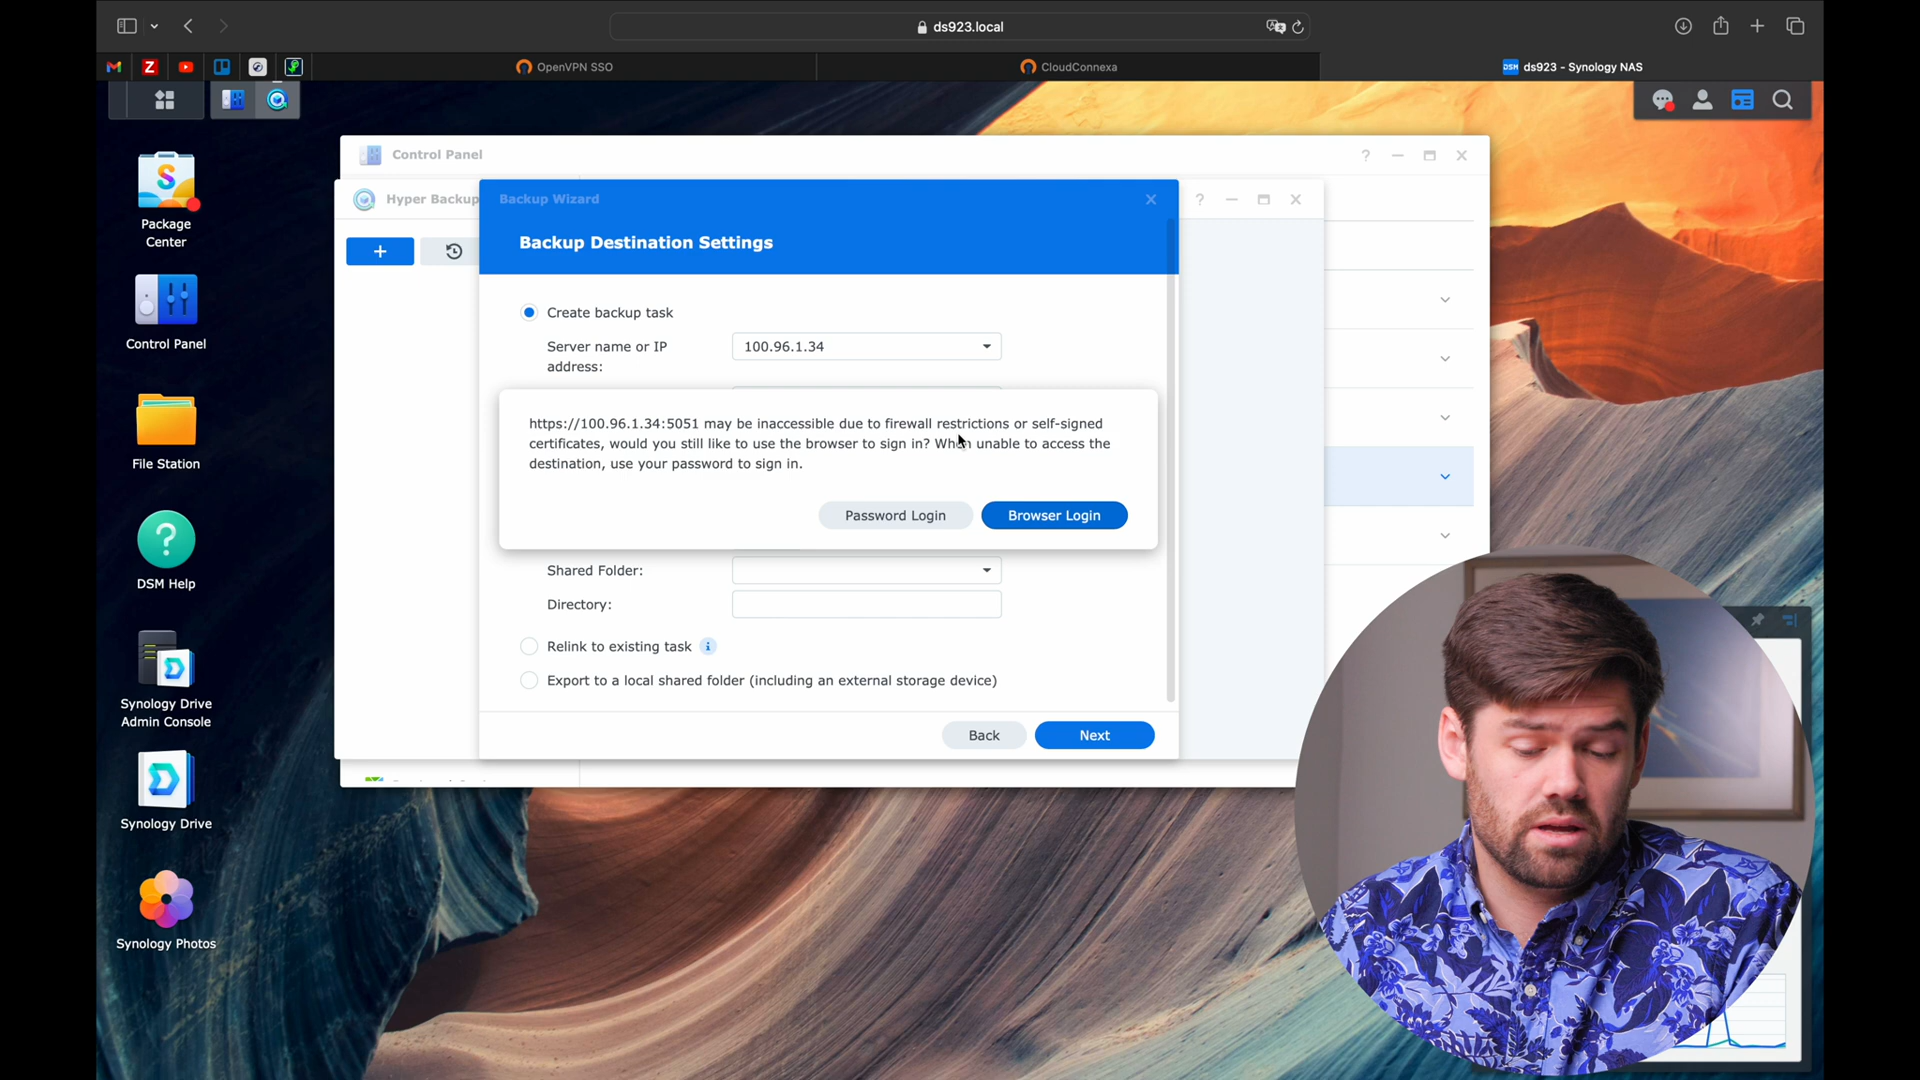 ds923.local
OpenVPN SSO
CloudConnexa
DSM ds923 - Synology NAS
Package
Center
Control Panel
File Station
DSM Help
Synology Drive
Admin Console
Synology Drive
Synology Photos
Control Panel
Hyper Backup
Backup Wizard
Backup Destination Settings
Create backup task
Server name or IP
address:
100.96.1.34
https://100.96.1.34:5051 may be inaccessible due to firewall restrictions or self-signed
certificates, would you still like to use the browser to sign in? When unable to access the
destination, use your password to sign in.
Password Login
Browser Login
Shared Folder:
Directory:
Relink to existing task
Export to a local shared folder (including an external storage device)
Back
Next